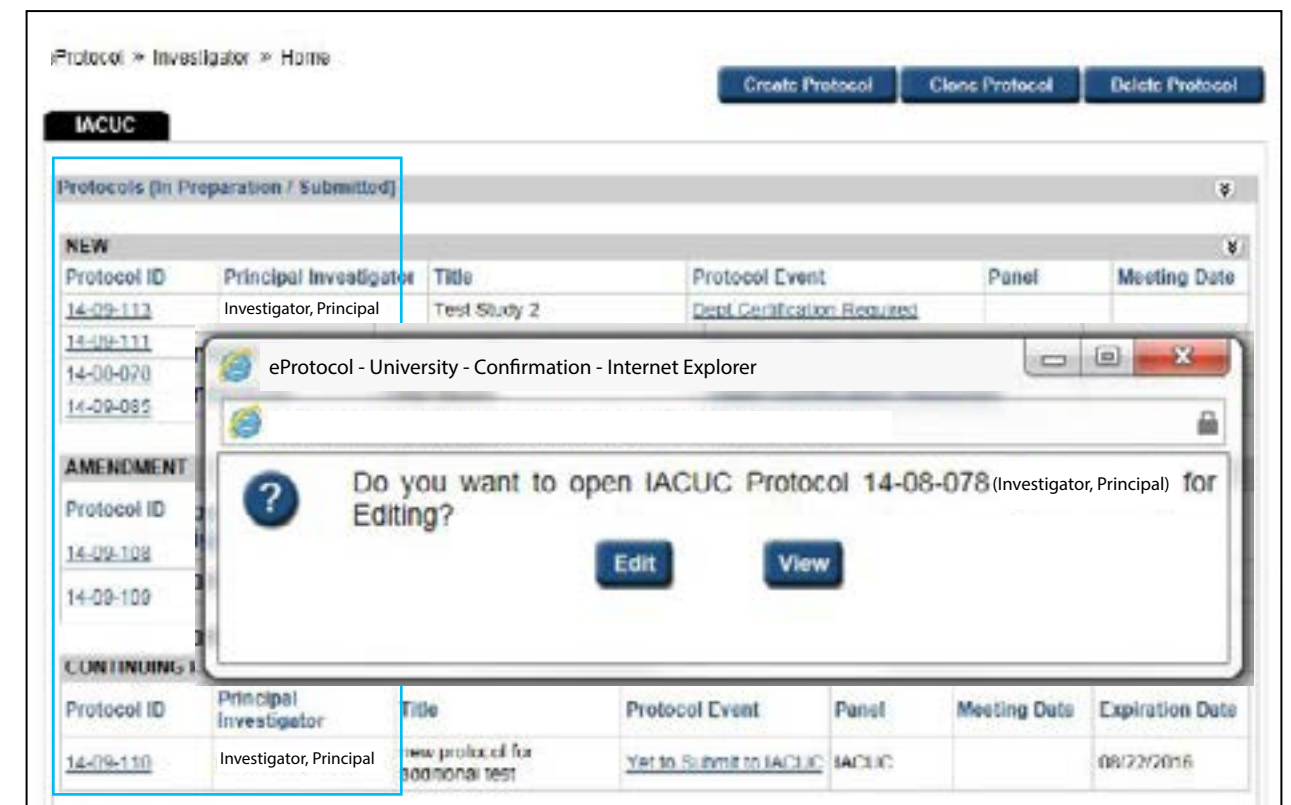 eProtocol » Investigator » Home
Create Protocol Clone Protocol Delete Protocol
IACUC
Protocols (In Preparation / Submitted)
NEW
Protocol ID Principal Investigator Title Protocol Event Panel Meeting Date
14-09-113 Investigator, Principal Test Study 2 Dept Certification Required
14-09-111
14-08-078
14-09-085
eProtocol - University - Confirmation - Internet Explorer
Do you want to open IACUC Protocol 14-08-078 (Investigator, Principal) for
Editing?
Edit View
AMENDMENT
Protocol ID
14-09-108
14-09-109
CONTINUING
Protocol ID Principal Investigator Title Protocol Event Panel Meeting Date Expiration Date
14-09-110 Investigator, Principal new protocol for Yet to Submit to IACUC IACUC 08/22/2016
additional test